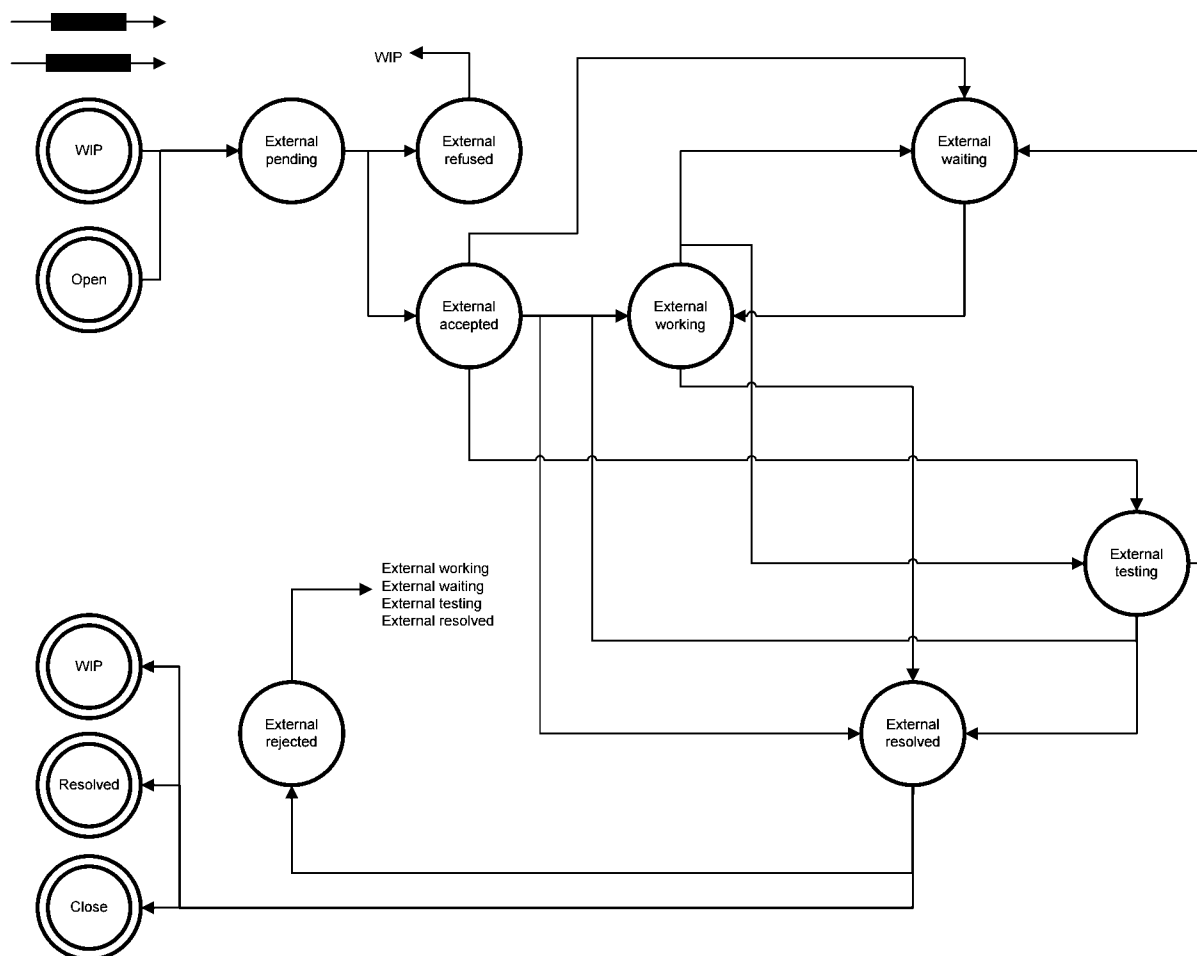 WIP
WIP
External
pending
External
refused
External
waiting
Open
External
accepted
External
working
External
testing
External working
External waiting
External testing
External resolved
WIP
External
rejected
External
resolved
Resolved
Close